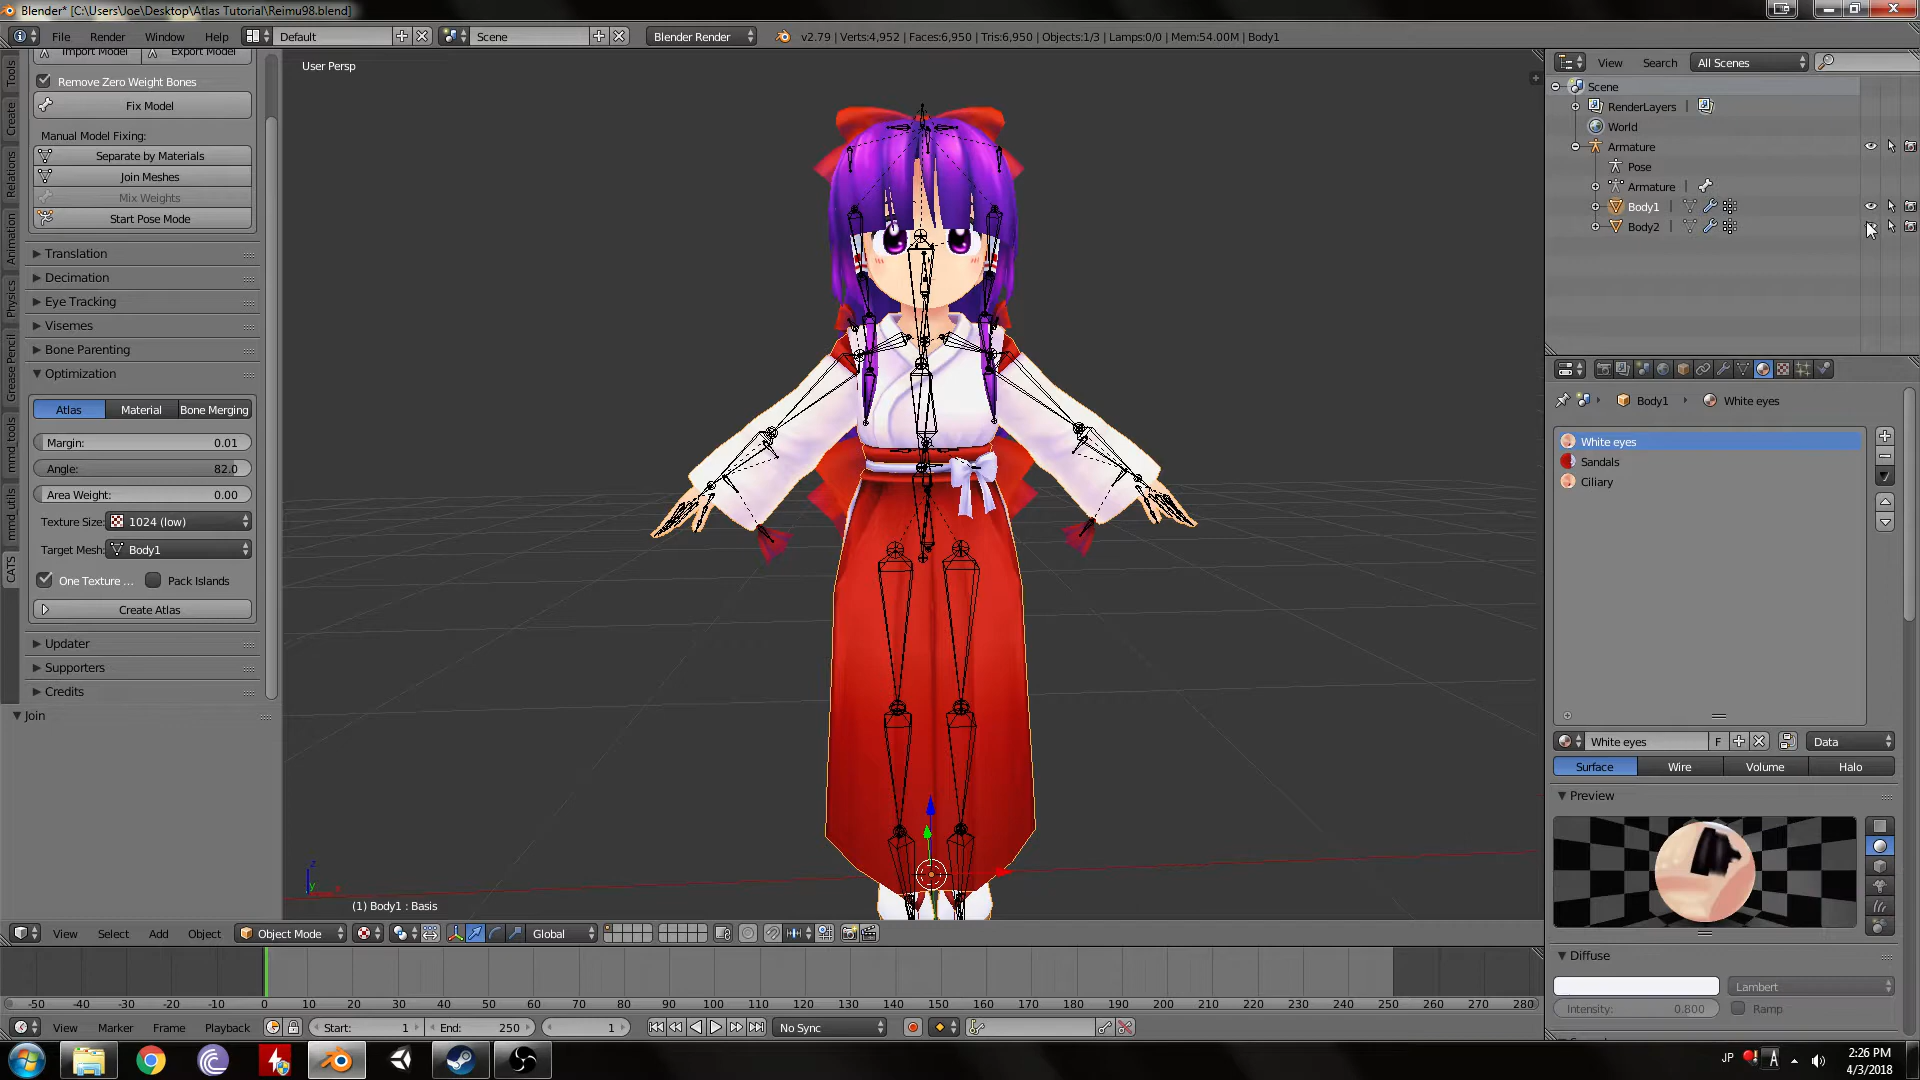 Blender* [C:\Users\Joe\Desktop\Atlas Tutorial\Reimu98.blend]
File Render Window Help Default Scene Blender Render v2.79 | Verts:4,952 | Faces:6,950 | Tris:6,950 | Objects:1/3 | Lamps:0/0 | Mem:54.00M | Body1
Import Model Export Model
Remove Zero Weight Bones
Fix Model
Manual Model Fixing:
Separate by Materials
Join Meshes
Mix Weights
Start Pose Mode
Translation
Decimation
Eye Tracking
Visemes
Bone Parenting
Optimization
Atlas Material Bone Merging
Margin: 0.01
Angle: 82.0
Area Weight: 0.00
Texture Size: 1024 (low)
Target Mesh: Body1
One Texture ... Pack Islands
Create Atlas
Updater
Supporters
Credits
Join
Tools
Create
Relations
Animation
Physics
Grease Pencil
mmd_tools
mmd_utils
CATS
User Persp
(1) Body1 : Basis
z
y
x
View Search All Scenes
Scene
RenderLayers
World
Armature
Pose
Armature
Body1
Body2
Body1 White eyes
White eyes
Sandals
Ciliary
White eyes F Data
Surface Wire Volume Halo
Preview
Diffuse
Lambert
Intensity: 0.800 Ramp
View Select Add Object Object Mode Global
-50 -40 -30 -20 -10 0 10 20 30 40 50 60 70 80 90 100 110 120 130 140 150 160 170 180 190 200 210 220 230 240 250 260 270 280
View Marker Frame Playback Start: 1 End: 250 1 No Sync
JP A 2:26 PM
4/3/2018